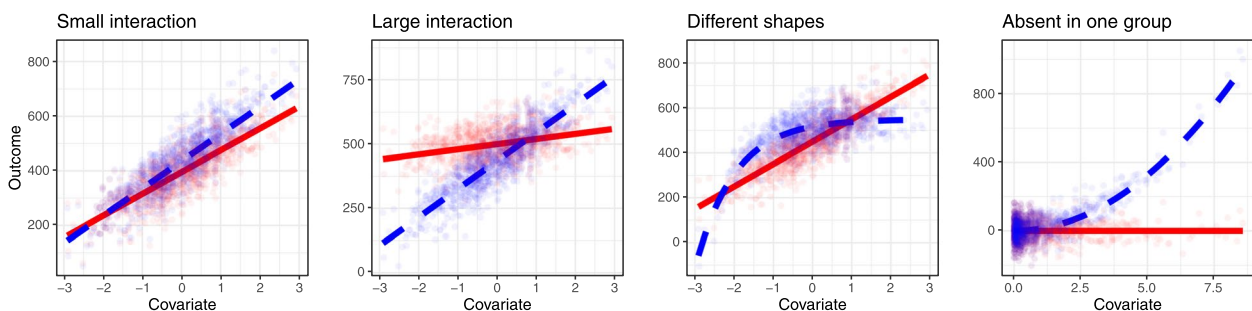 Small interaction
Large interaction
Different shapes
Absent in one group
Outcome
800
600
400
200
−3 −2 −1 0 1 2 3
Covariate
750
500
250
0
−3 −2 −1 0 1 2 3
Covariate
800
600
400
200
0
−3 −2 −1 0 1 2 3
Covariate
800
400
0
0.0 2.5 5.0 7.5
Covariate